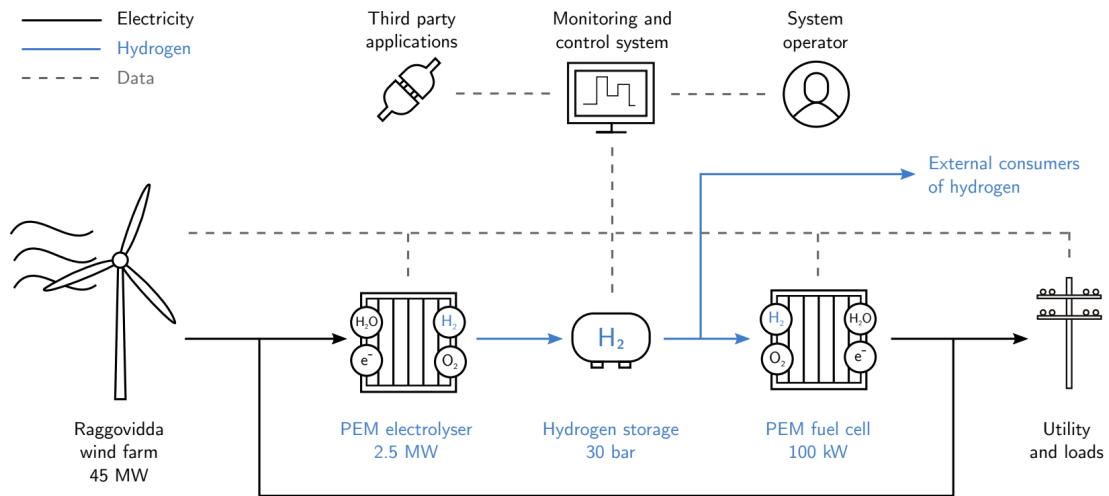 Electricity
Hydrogen
Data
Third party
applications
Monitoring and
control system
System
operator
External consumers
of hydrogen
H₂O
e⁻
H₂
O₂
H₂
H₂
O₂
H₂O
e⁻
Raggovidda
wind farm
45 MW
PEM electrolyser
2.5 MW
Hydrogen storage
30 bar
PEM fuel cell
100 kW
Utility
and loads